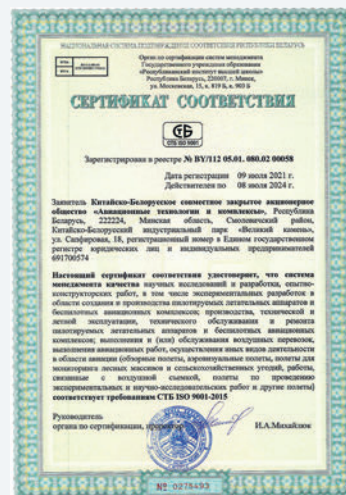 НАЦИОНАЛЬНАЯ СИСТЕМА ПОДТВЕРЖДЕНИЯ СООТВЕТСТВИЯ РЕСПУБЛИКИ БЕЛАРУСЬ
Орган по сертификации систем менеджмента
Государственного учреждения образования
«Республиканский институт высшей школы»
Республика Беларусь, 220007, г. Минск,
ул. Московская, 15, к. 819 Б, к. 903 Б
СЕРТИФИКАТ СООТВЕТСТВИЯ
СТБ ISO 9001
Зарегистрирован в реестре № BY/112 05.01. 080.02 00058
Дата регистрации 09 июля 2021 г.
Действителен до 08 июля 2024 г.
Заявитель Китайско-Белорусское совместное закрытое акционерное
общество «Авиационные технологии и комплексы», Республика
Беларусь, 222224, Минская область, Смолевичский район,
Китайско-Белорусский индустриальный парк «Великий камень»,
ул. Сапфировая, 18, регистрационный номер в Едином государственном
регистре юридических лиц и индивидуальных предпринимателей
691700574
Настоящий сертификат соответствия удостоверяет, что система
менеджмента качества научных исследований и разработки, опытно-
конструкторских работ, в том числе экспериментальных разработок в
области создания и производства пилотируемых летательных аппаратов и
беспилотных авиационных комплексов; производства, технической и
летной эксплуатации, технического обслуживания и ремонта
пилотируемых летательных аппаратов и беспилотных авиационных
комплексов; выполнения и (или) обслуживания воздушных перевозок,
выполнения авиационных работ, осуществления иных видов деятельности
в области авиации (обзорные полеты, аэровизуальные полеты, полеты для
мониторинга лесных массивов и сельскохозяйственных угодий, работы,
связанные с воздушной съемкой, полеты по проведению
экспериментальных и научно-исследовательских работ и другие полеты)
соответствует требованиям СТБ ISO 9001-2015
Руководитель
органа по сертификации, И.А.Михайлюк
№ 0278493